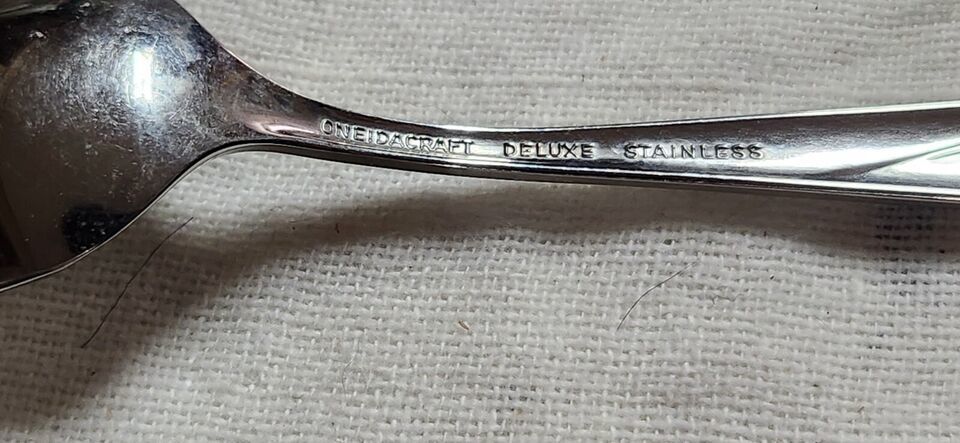 ONEIDACRAFT DELUXE STAINLESS